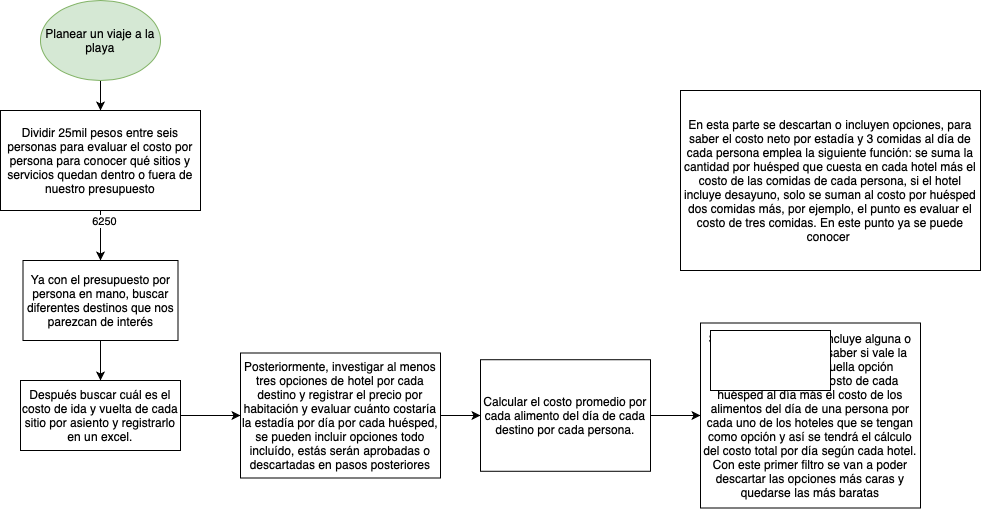 Planear un viaje a la
playa
Dividir 25mil pesos entre seis
personas para evaluar el costo por
persona para conocer qué sitios y
servicios quedan dentro o fuera de
nuestro presupuesto
6250
Ya con el presupuesto por
persona en mano, buscar
diferentes destinos que nos
parezcan de interés
Después buscar cuál es el
costo de ida y vuelta de cada
sitio por asiento y registrarlo
en un excel.
Posteriormente, investigar al menos
tres opciones de hotel por cada
destino y registrar el precio por
habitación y evaluar cuánto costaría
la estadía por día por cada huésped,
se pueden incluir opciones todo
incluído, estás serán aprobadas o
descartadas en pasos posteriores
Calcular el costo promedio por
cada alimento del día de cada
destino por cada persona.
alguna o
saber si vale la
opción
de cada
huésped al día más el costo de los
alimentos del día de una persona por
cada uno de los hoteles que se tengan
como opción y así se tendrá el cálculo
del costo total por día según cada hotel.
Con este primer filtro se van a poder
descartar las opciones más caras y
quedarse las más baratas
En esta parte se descartan o incluyen opciones, para
saber el costo neto por estadía y 3 comidas al día de
cada persona emplea la siguiente función: se suma la
cantidad por huésped que cuesta en cada hotel más el
costo de las comidas de cada persona, si el hotel
incluye desayuno, solo se suman al costo por huésped
dos comidas más, por ejemplo, el punto es evaluar el
costo de tres comidas. En este punto ya se puede
conocer